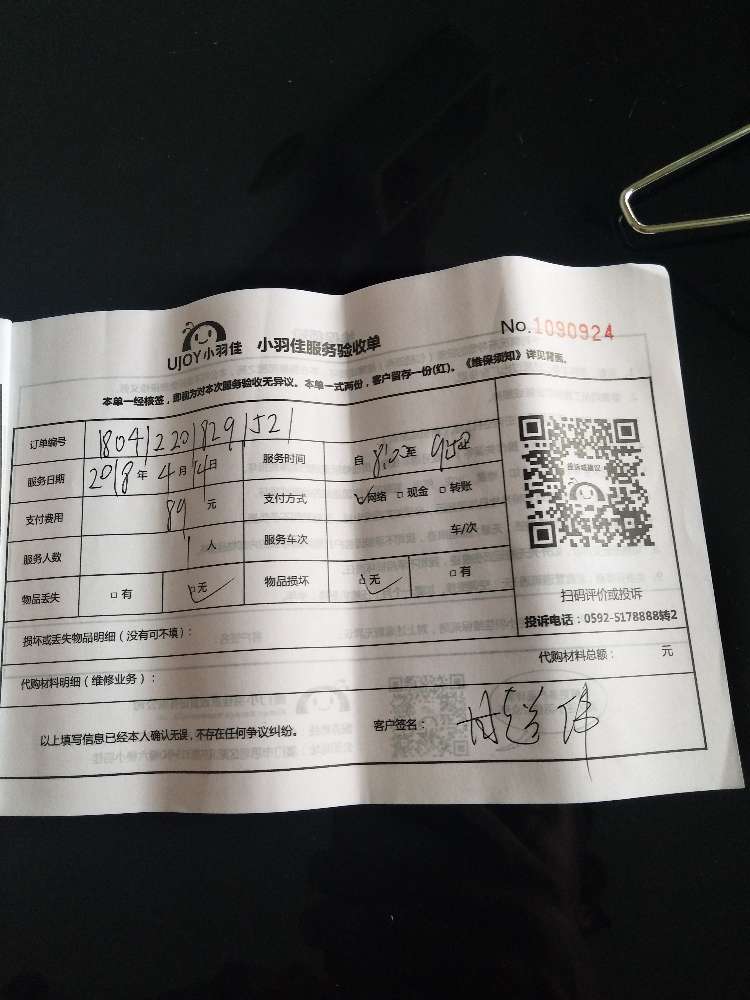 UJOY小羽佳 小羽佳服务验收单 No.1090924
本单一经核签，即视为对本次服务验收无异议。本单一式两份，客户留存一份(红)。《维保须知》详见背面。
订单编号 1804122018291521
服务日期 2018年4月14日 服务时间 自 8:00 至 9:50 止
支付费用 89 元 支付方式 ☑网络 □现金 □转账
服务人数 1 人 服务车次 车/次
物品丢失 □有 ☑无 物品损坏 ☑无 □有
投诉或建议
扫码评价或投诉
投诉电话：0592-5178888转2
损坏或丢失物品明细（没有可不填）：
代购材料明细（维修业务）： 代购材料总额： 元
以上填写信息已经本人确认无误，不存在任何争议纠纷。 客户签名：